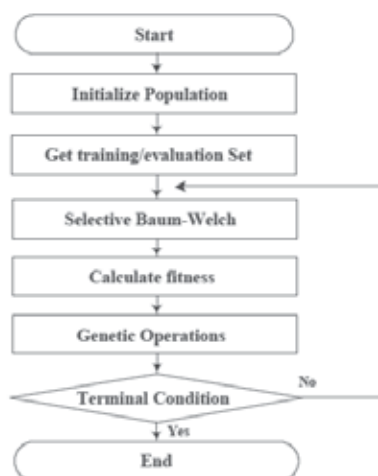 Start
Initialize Population
Get training/evaluation Set
Selective Baum-Welch
Calculate fitness
Genetic Operations
Terminal Condition
No
Yes
End